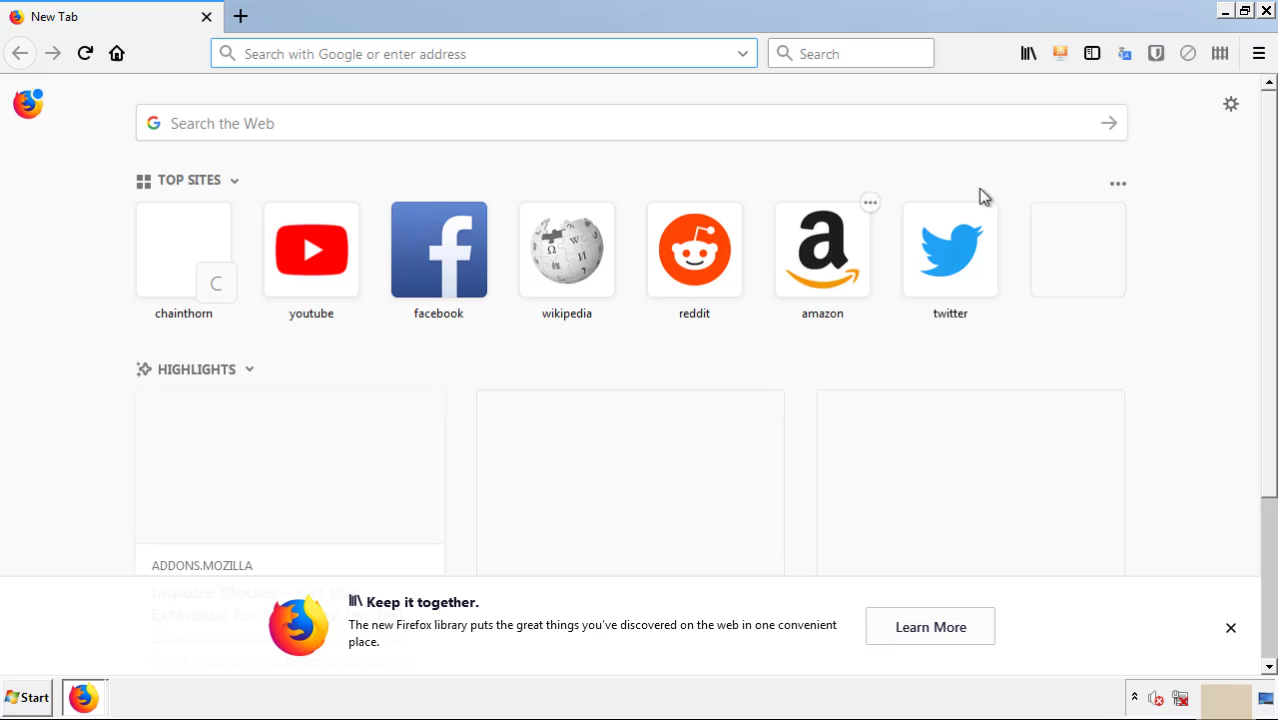 New Tab
Search with Google or enter address
Search
Search the Web
TOP SITES
C
chainthorn
youtube
facebook
wikipedia
reddit
amazon
twitter
HIGHLIGHTS
ADDONS.MOZILLA
Keep it together.
The new Firefox library puts the great things you've discovered on the web in one convenient
place.
Learn More
Start